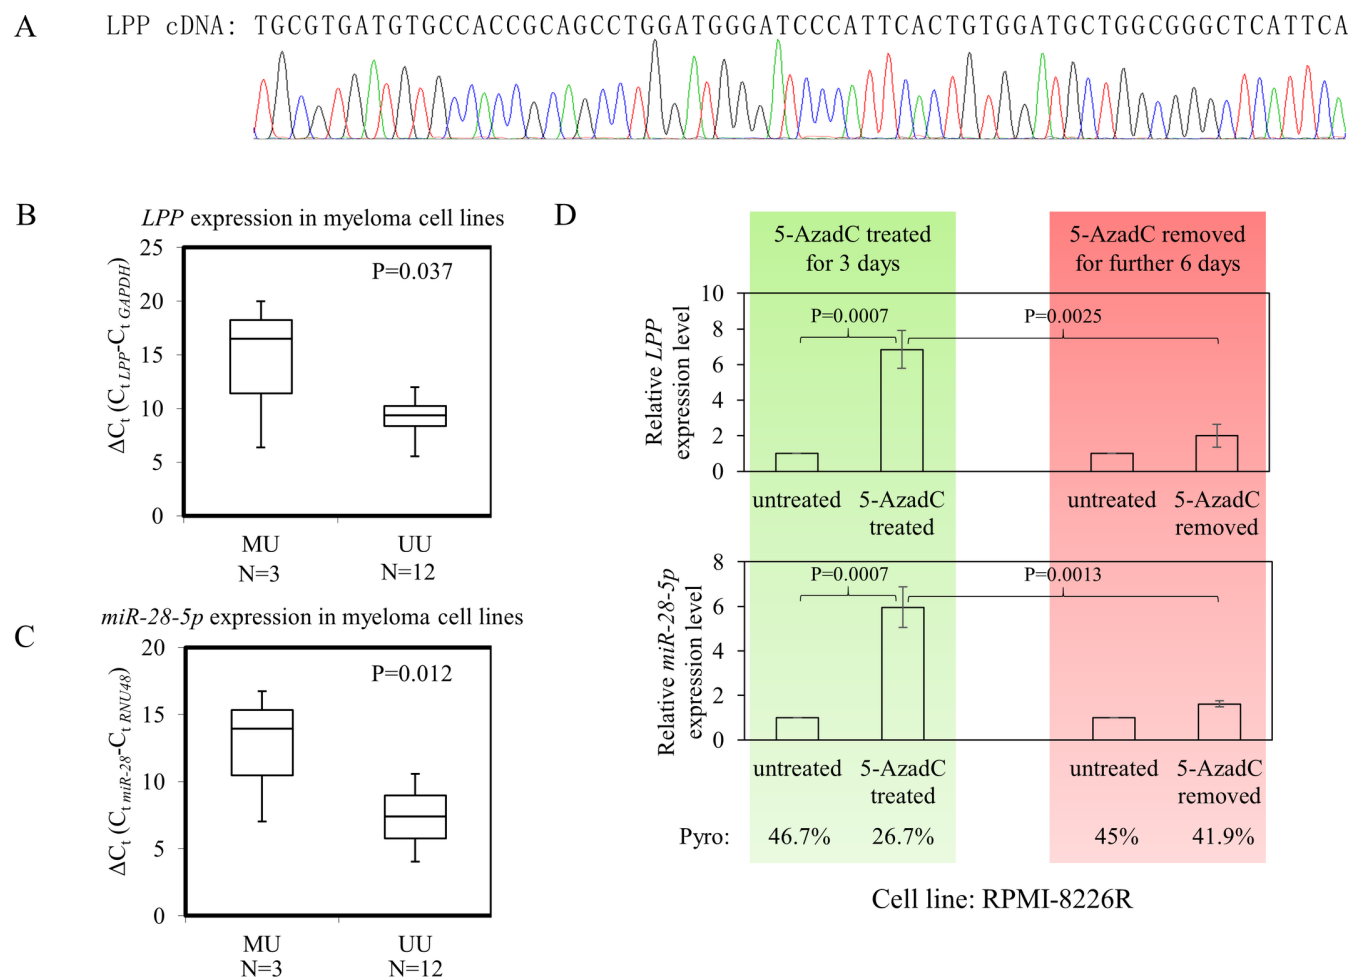 A
LPP cDNA: TGCGTGATGTGCCACCGCAGCCTGGATGGGATCCCATTCACTGTGGATGCTGGCGGGCTCATTCA
B
LPP expression in myeloma cell lines
P=0.037
ΔCt (Ct LPP-Ct GAPDH)
25
20
15
10
5
0
MU
N=3
UU
N=12
C
miR-28-5p expression in myeloma cell lines
P=0.012
ΔCt (Ct miR-28-Ct RNU48)
20
15
10
5
0
MU
N=3
UU
N=12
D
5-AzadC treated
for 3 days
5-AzadC removed
for further 6 days
Relative LPP
expression level
10
8
6
4
2
0
P=0.0007
P=0.0025
untreated
5-AzadC
treated
untreated
5-AzadC
removed
Relative miR-28-5p
expression level
8
6
4
2
0
P=0.0007
P=0.0013
untreated
5-AzadC
treated
untreated
5-AzadC
removed
Pyro: 46.7% 26.7% 45% 41.9%
Cell line: RPMI-8226R